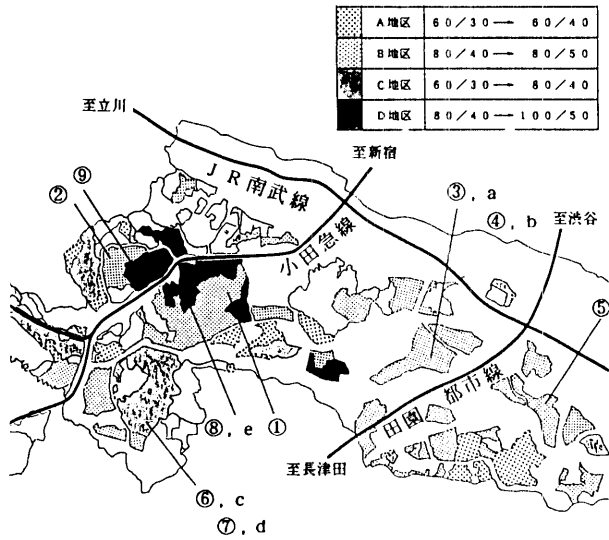 A地区 60/30 → 60/40
B地区 80/40 → 80/50
C地区 60/30 → 80/40
D地区 80/40 → 100/50
至立川
至新宿
JR南武線
③, a
④, b
至渋谷
⑨
②
小田急線
⑤
田園都市線
⑧, e
①
至長津田
⑥, c
⑦, d